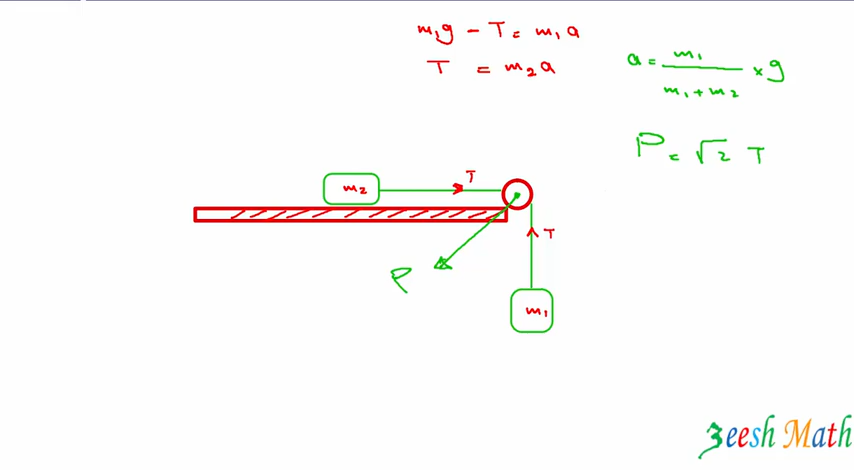 m₁g - T = m₁a
T = m₂a
a = m₁ / m₁ + m₂ × g
P = √2 T
m₂
T
T
P
m₁
Zeesh Math